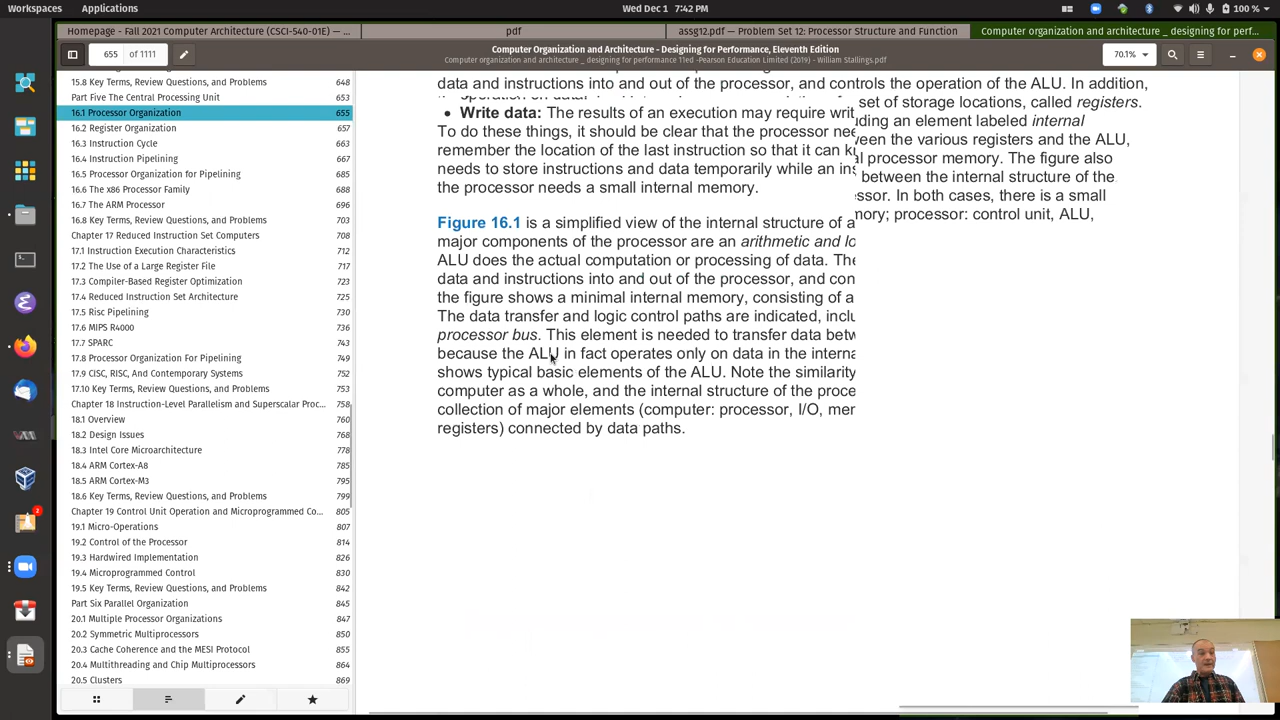 Workspaces Applications Wed Dec 1 7:42 PM 100 %
Homepage - Fall 2021 Computer Architecture (CSCI-540-01E) — ... pdf assg12.pdf — Problem Set 12: Processor Structure and Function Computer organization and architecture _ designing for perf...
655 of 1111 Computer Organization and Architecture - Designing for Performance, Eleventh Edition 70.1%
Computer organization and architecture _ designing for performance 11ed -Pearson Education Limited (2019) - William Stallings.pdf
15.8 Key Terms, Review Questions, and Problems 648
Part Five The Central Processing Unit 653
16.1 Processor Organization 655
16.2 Register Organization 657
16.3 Instruction Cycle 663
16.4 Instruction Pipelining 667
16.5 Processor Organization for Pipelining 685
16.6 The x86 Processor Family 688
16.7 The ARM Processor 696
16.8 Key Terms, Review Questions, and Problems 703
Chapter 17 Reduced Instruction Set Computers 708
17.1 Instruction Execution Characteristics 712
17.2 The Use of a Large Register File 717
17.3 Compiler-Based Register Optimization 723
17.4 Reduced Instruction Set Architecture 725
17.5 Risc Pipelining 730
17.6 MIPS R4000 736
17.7 SPARC 743
17.8 Processor Organization For Pipelining 749
17.9 CISC, RISC, And Contemporary Systems 752
17.10 Key Terms, Review Questions, and Problems 753
Chapter 18 Instruction-Level Parallelism and Superscalar Proc... 758
18.1 Overview 760
18.2 Design Issues 768
18.3 Intel Core Microarchitecture 778
18.4 ARM Cortex-A8 785
18.5 ARM Cortex-M3 795
18.6 Key Terms, Review Questions, and Problems 799
Chapter 19 Control Unit Operation and Microprogrammed Co... 805
19.1 Micro-Operations 807
19.2 Control of the Processor 814
19.3 Hardwired Implementation 826
19.4 Microprogrammed Control 830
19.5 Key Terms, Review Questions, and Problems 842
Part Six Parallel Organization 845
20.1 Multiple Processor Organizations 847
20.2 Symmetric Multiprocessors 850
20.3 Cache Coherence and the MESI Protocol 855
20.4 Multithreading and Chip Multiprocessors 864
20.5 Clusters 869
data and instructions into and out of the processor, and controls the operation of the ALU. In addition,
set of storage locations, called registers.
• Write data: The results of an execution may require writ
ding an element labeled internal
To do these things, it should be clear that the processor nee
een the various registers and the ALU,
remember the location of the last instruction so that it can k
al processor memory. The figure also
needs to store instructions and data temporarily while an ins
between the internal structure of the
the processor needs a small internal memory.
essor. In both cases, there is a small
mory; processor: control unit, ALU,
Figure 16.1 is a simplified view of the internal structure of a
major components of the processor are an arithmetic and lo
ALU does the actual computation or processing of data. The
data and instructions into and out of the processor, and con
the figure shows a minimal internal memory, consisting of a
The data transfer and logic control paths are indicated, inclu
processor bus. This element is needed to transfer data betw
because the ALU in fact operates only on data in the interna
shows typical basic elements of the ALU. Note the similarity
computer as a whole, and the internal structure of the proce
collection of major elements (computer: processor, I/O, mer
registers) connected by data paths.
2